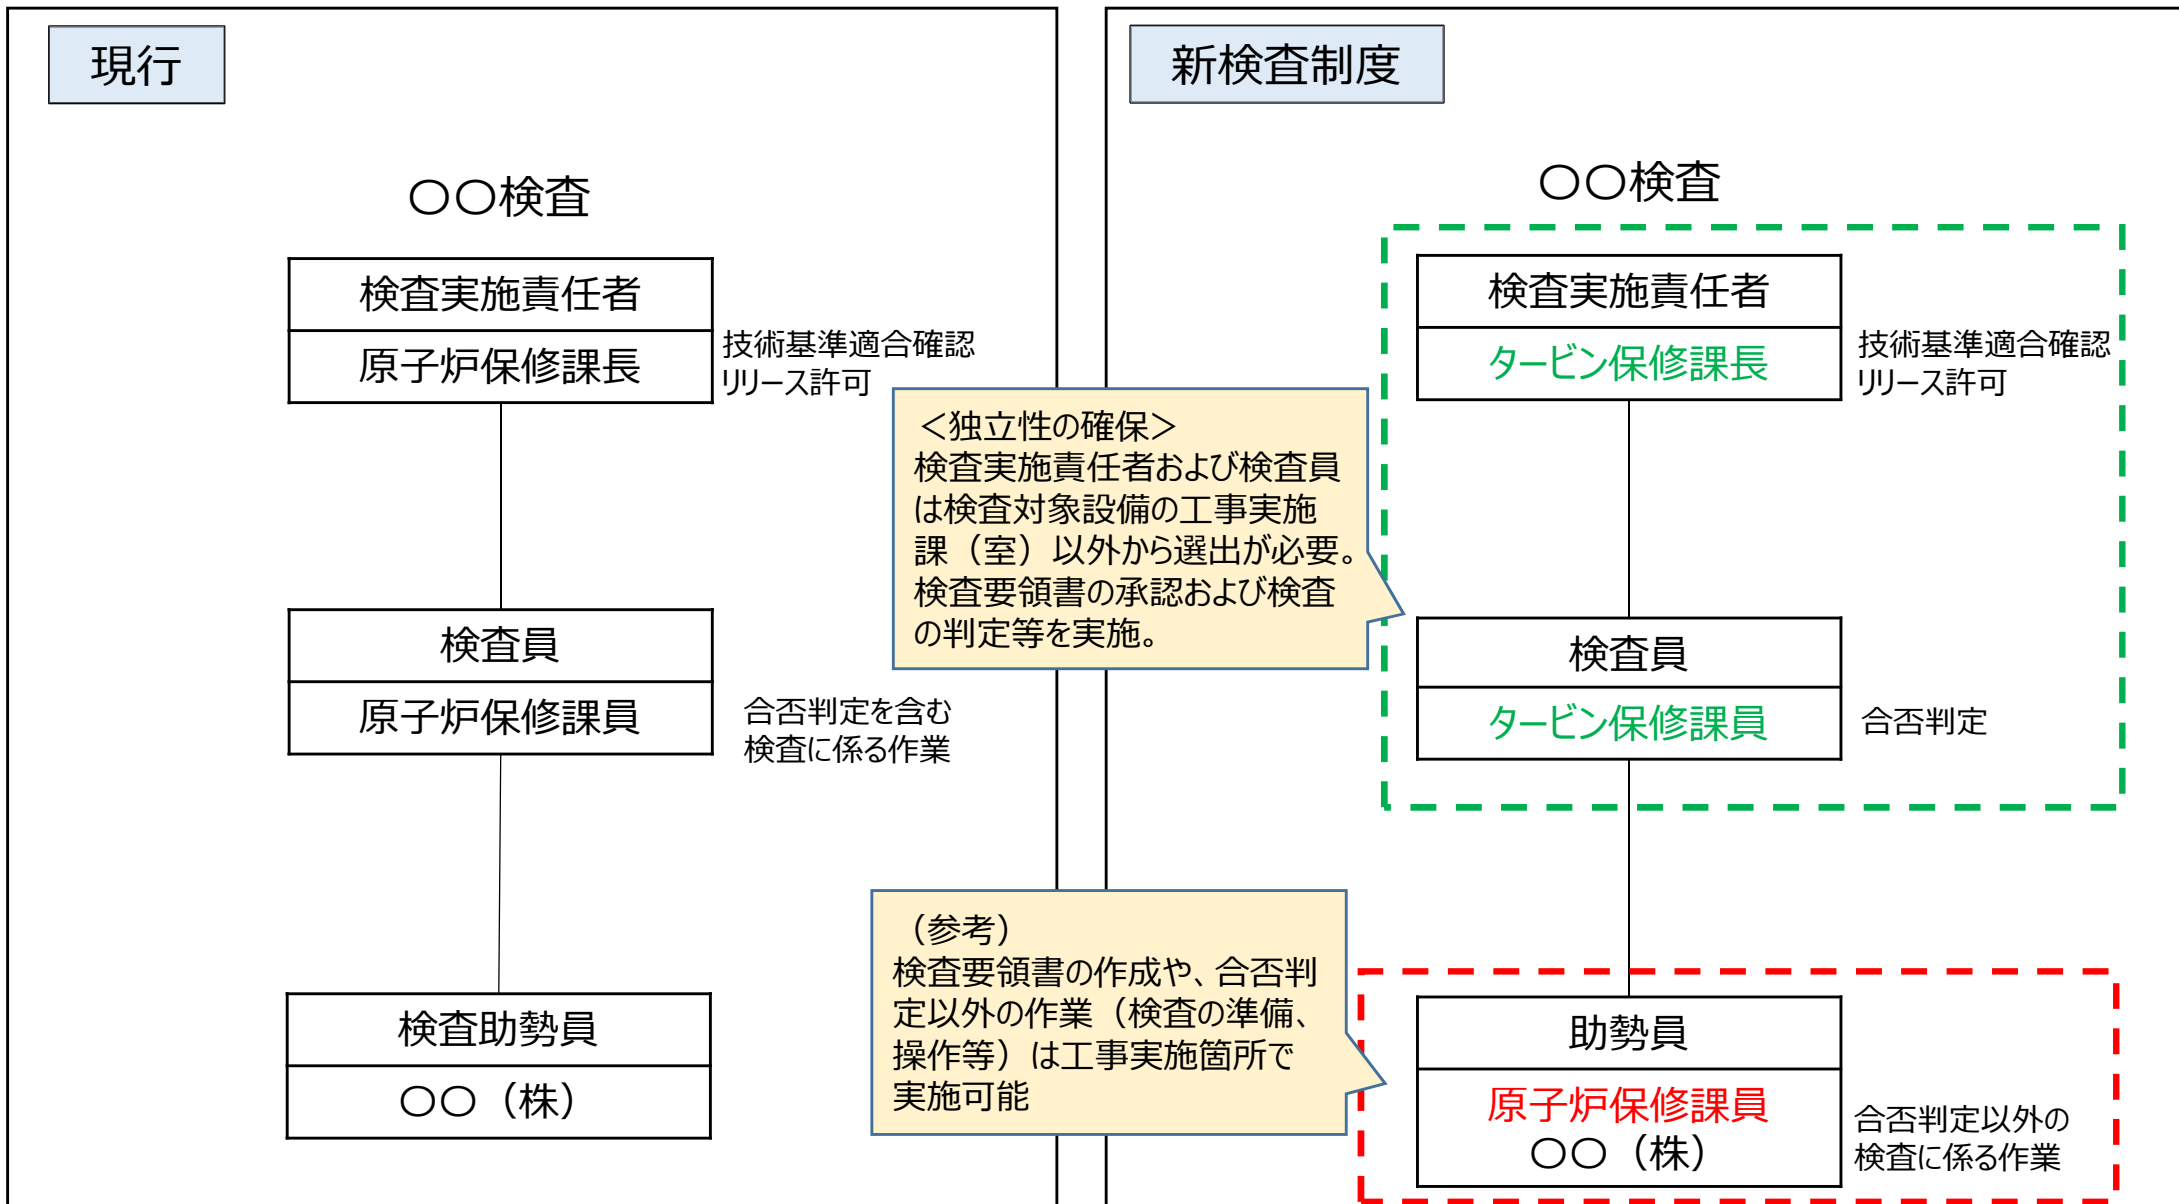 現行
〇〇検査
検査実施責任者
原子炉保修課長
技術基準適合確認
リリース許可
検査員
原子炉保修課員
合否判定を含む
検査に係る作業
検査助勢員
〇〇（株）
＜独立性の確保＞
検査実施責任者および検査員
は検査対象設備の工事実施
課（室）以外から選出が必要。
検査要領書の承認および検査
の判定等を実施。
（参考）
検査要領書の作成や、合否判
定以外の作業（検査の準備、
操作等）は工事実施箇所で
実施可能
新検査制度
〇〇検査
検査実施責任者
タービン保修課長
技術基準適合確認
リリース許可
検査員
タービン保修課員
合否判定
助勢員
原子炉保修課員
〇〇（株）
合否判定以外の
検査に係る作業